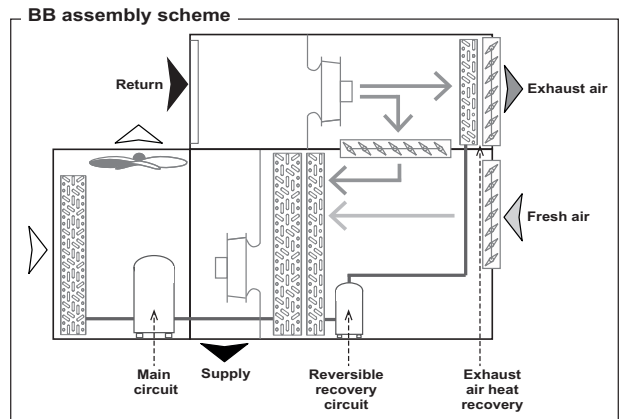 BB assembly scheme
Return
Exhaust air
Fresh air
Main
circuit
Supply
Reversible
recovery
circuit
Exhaust
air heat
recovery